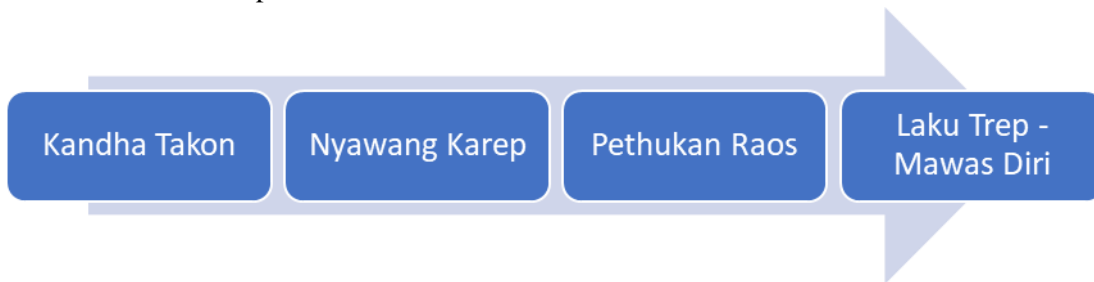 Kandha Takon
Nyawang Karep
Pethukan Raos
Laku Trep -
Mawas Diri